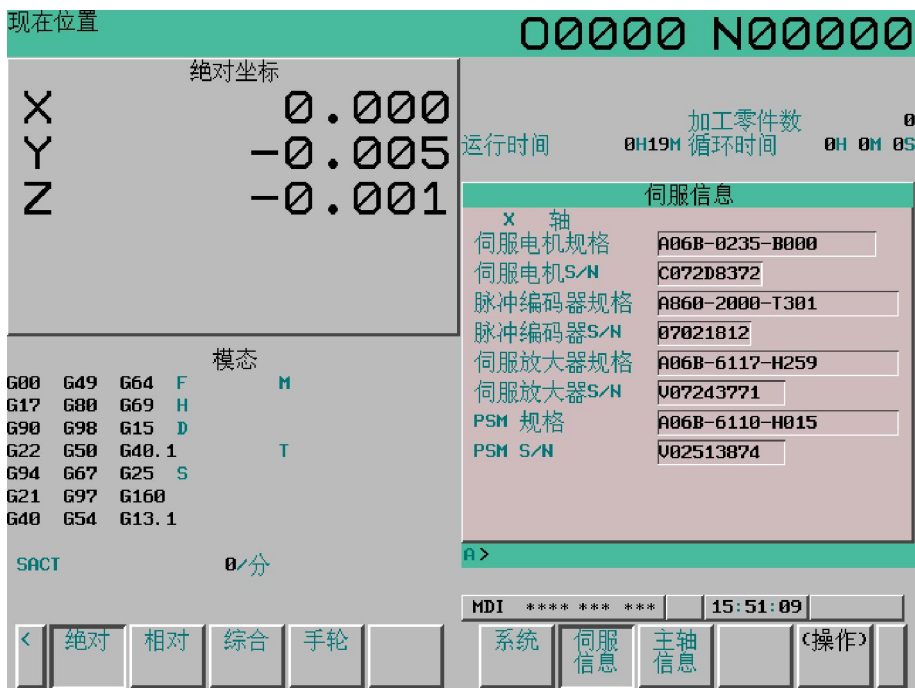 现在位置
O0000 N00000
绝对坐标
X 0.000
Y -0.005
Z -0.001
加工零件数 0
运行时间 0H19M 循环时间 0H 0M 0S
伺服信息
X 轴
伺服电机规格 A06B-0235-B000
伺服电机S/N C072D8372
脉冲编码器规格 A860-2000-T301
脉冲编码器S/N 07021812
伺服放大器规格 A06B-6117-H259
伺服放大器S/N V07243771
PSM 规格 A06B-6110-H015
PSM S/N V02513874
模态
G00 G49 G64 F M
G17 G80 G69 H
G90 G98 G15 D
G22 G50 G40.1 T
G94 G67 G25 S
G21 G97 G160
G40 G54 G13.1
SACT 0/分
A>
MDI **** *** *** 15:51:09
< 绝对 相对 综合 手轮
系统 伺服信息 主轴信息 (操作)